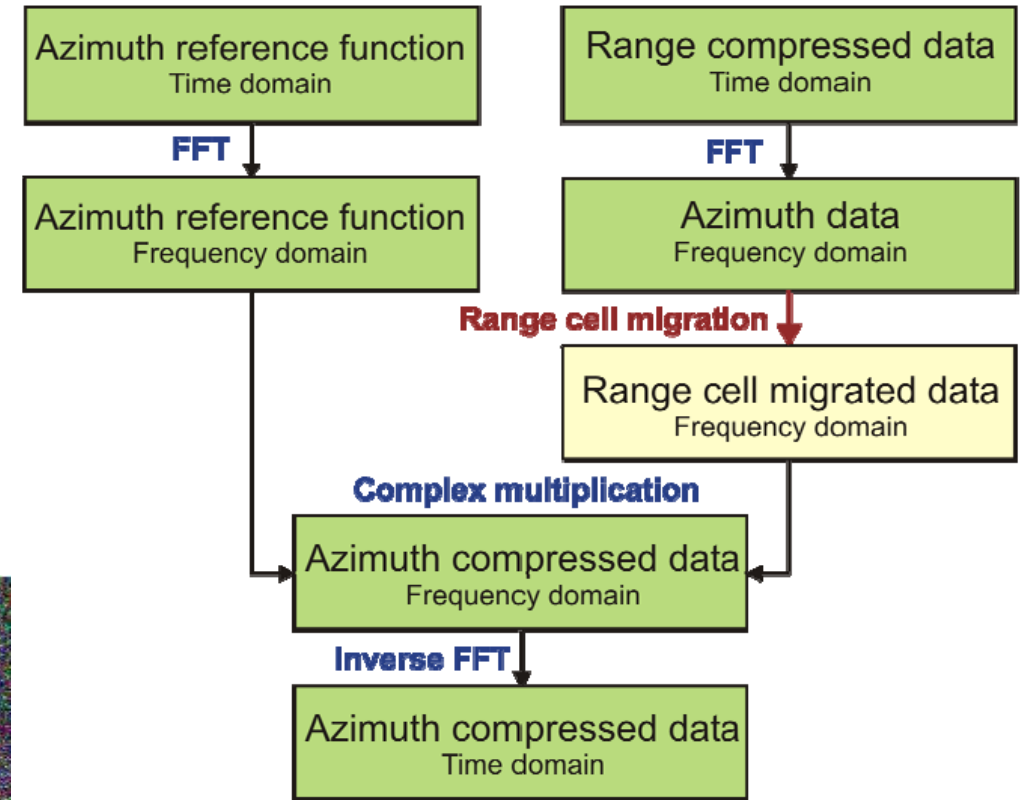 Azimuth reference function
Time domain
Range compressed data
Time domain
FFT
FFT
Azimuth reference function
Frequency domain
Azimuth data
Frequency domain
Range cell migration
Range cell migrated data
Frequency domain
Complex multiplication
Azimuth compressed data
Frequency domain
Inverse FFT
Azimuth compressed data
Time domain